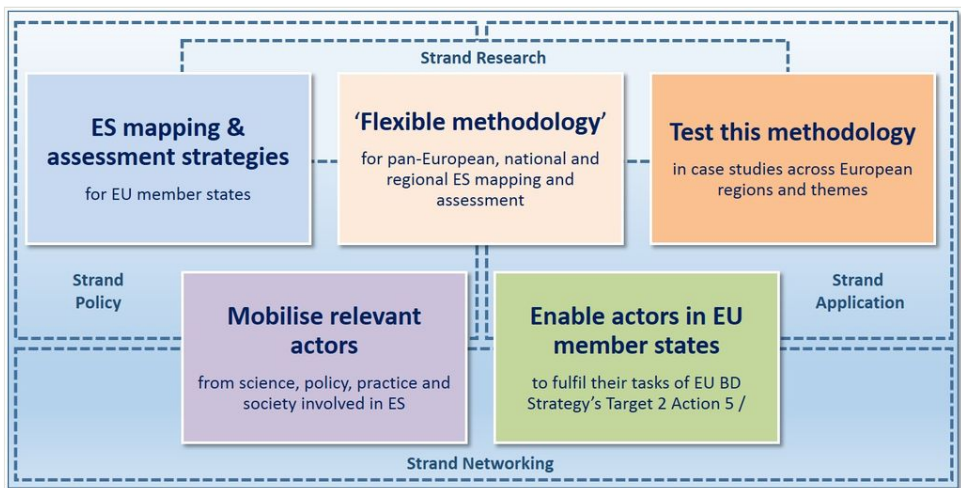 Strand Research
ES mapping &
assessment strategies
for EU member states
‘Flexible methodology’
for pan-European, national and
regional ES mapping and
assessment
Test this methodology
in case studies across European
regions and themes
Strand
Policy
Strand
Application
Mobilise relevant
actors
from science, policy, practice and
society involved in ES
Enable actors in EU
member states
to fulfil their tasks of EU BD
Strategy’s Target 2 Action 5 /
Strand Networking